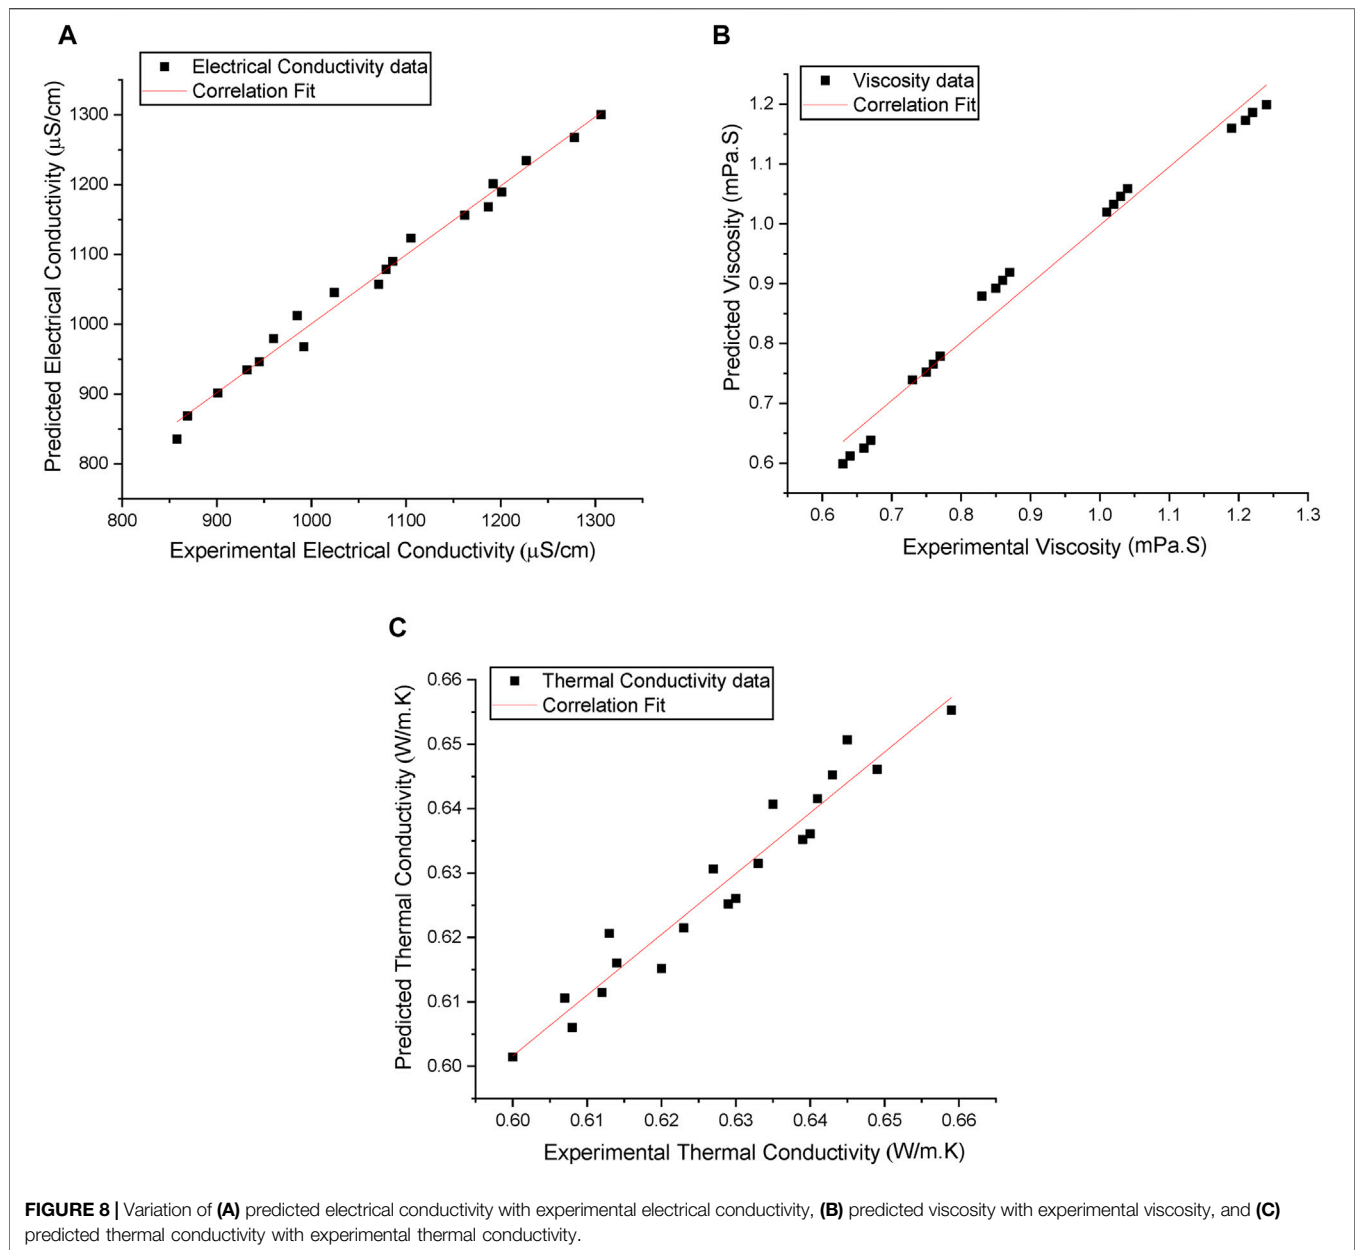 A
Electrical Conductivity data
Correlation Fit
Predicted Electrical Conductivity (μS/cm)
1300
1200
1100
1000
900
800
800 900 1000 1100 1200 1300
Experimental Electrical Conductivity (μS/cm)
B
Viscosity data
Correlation Fit
Predicted Viscosity (mPa.S)
1.2
1.1
1.0
0.9
0.8
0.7
0.6
0.6 0.7 0.8 0.9 1.0 1.1 1.2 1.3
Experimental Viscosity (mPa.S)
C
Thermal Conductivity data
Correlation Fit
Predicted Thermal Conductivity (W/m.K)
0.66
0.65
0.64
0.63
0.62
0.61
0.60
0.60 0.61 0.62 0.63 0.64 0.65 0.66
Experimental Thermal Conductivity (W/m.K)
FIGURE 8 | Variation of (A) predicted electrical conductivity with experimental electrical conductivity, (B) predicted viscosity with experimental viscosity, and (C)
predicted thermal conductivity with experimental thermal conductivity.